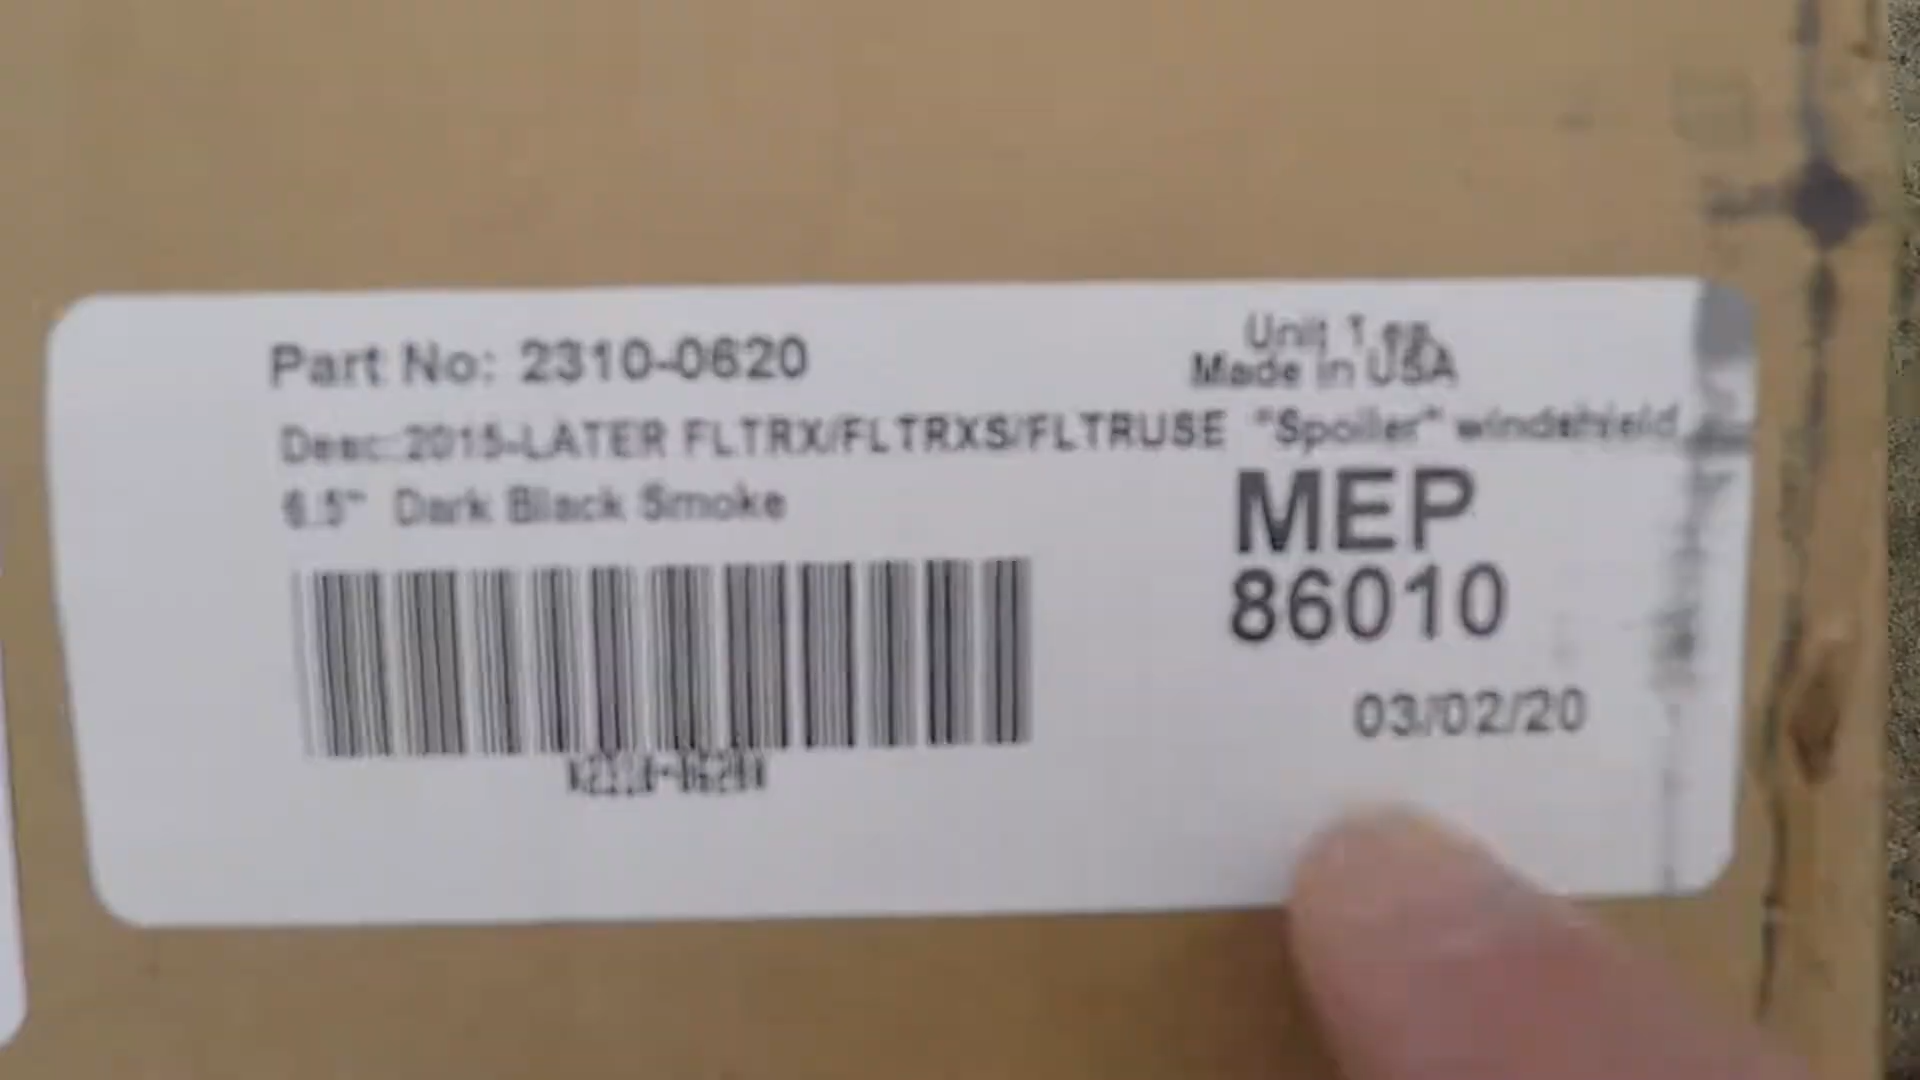 Part No: 2310-0620
Unit 1 ea.
Made in USA
Desc:2015-LATER FLTRX/FLTRXS/FLTRUSE "Spoiler" windshield
6.5" Dark Black Smoke
MEP
86010
03/02/20